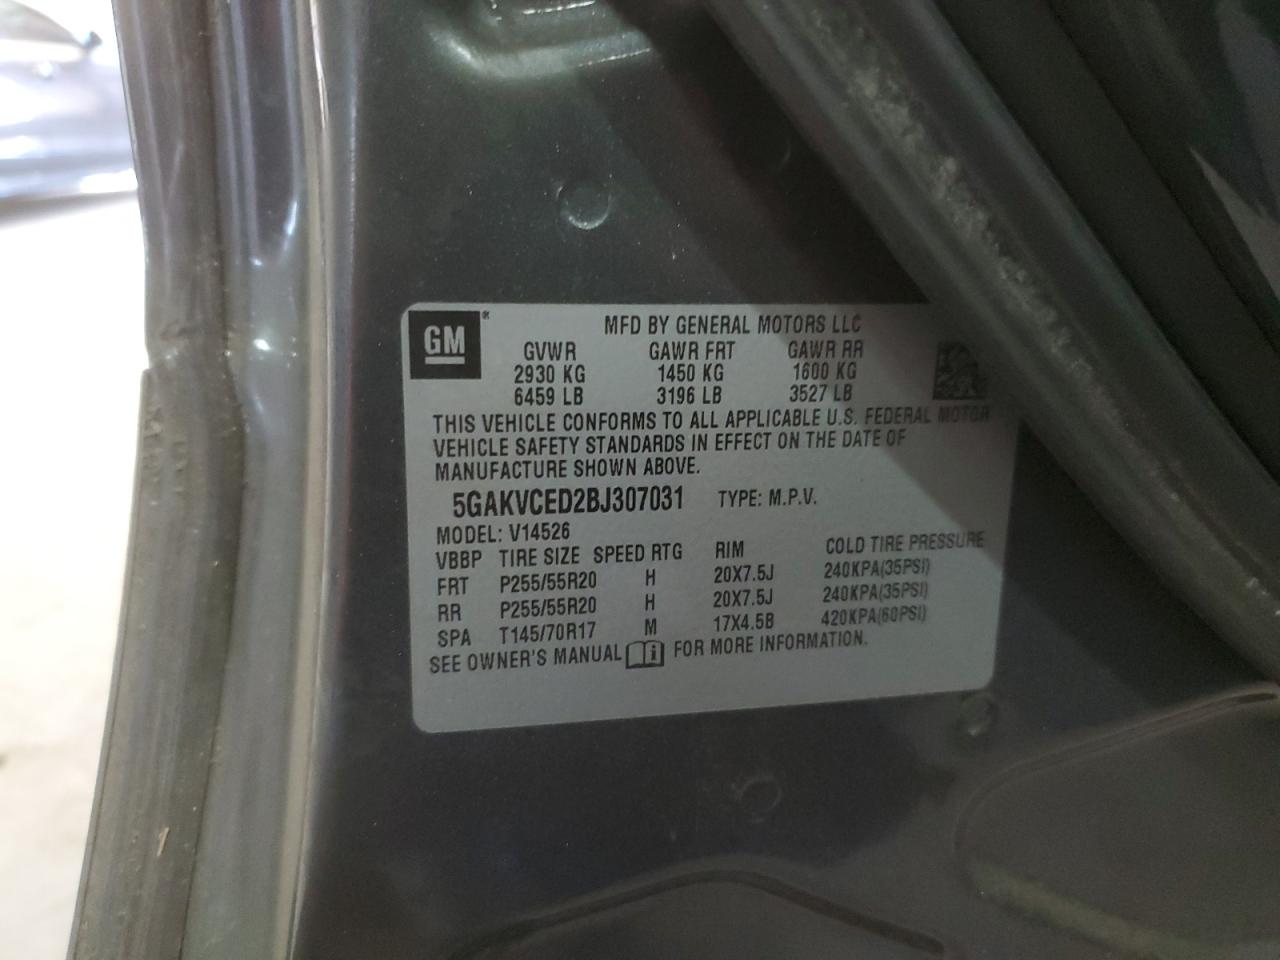 GM ®
MFD BY GENERAL MOTORS LLC
GVWR GAWR FRT GAWR RR
2930 KG 1450 KG 1600 KG
6459 LB 3196 LB 3527 LB
THIS VEHICLE CONFORMS TO ALL APPLICABLE U.S. FEDERAL MOTOR
VEHICLE SAFETY STANDARDS IN EFFECT ON THE DATE OF
MANUFACTURE SHOWN ABOVE.
5GAKVCED2BJ307031 TYPE: M.P.V.
MODEL: V14526
VBBP TIRE SIZE SPEED RTG RIM COLD TIRE PRESSURE
FRT P255/55R20 H 20X7.5J 240KPA(35PSI)
RR P255/55R20 H 20X7.5J 240KPA(35PSI)
SPA T145/70R17 M 17X4.5B 420KPA(60PSI)
SEE OWNER'S MANUAL FOR MORE INFORMATION.